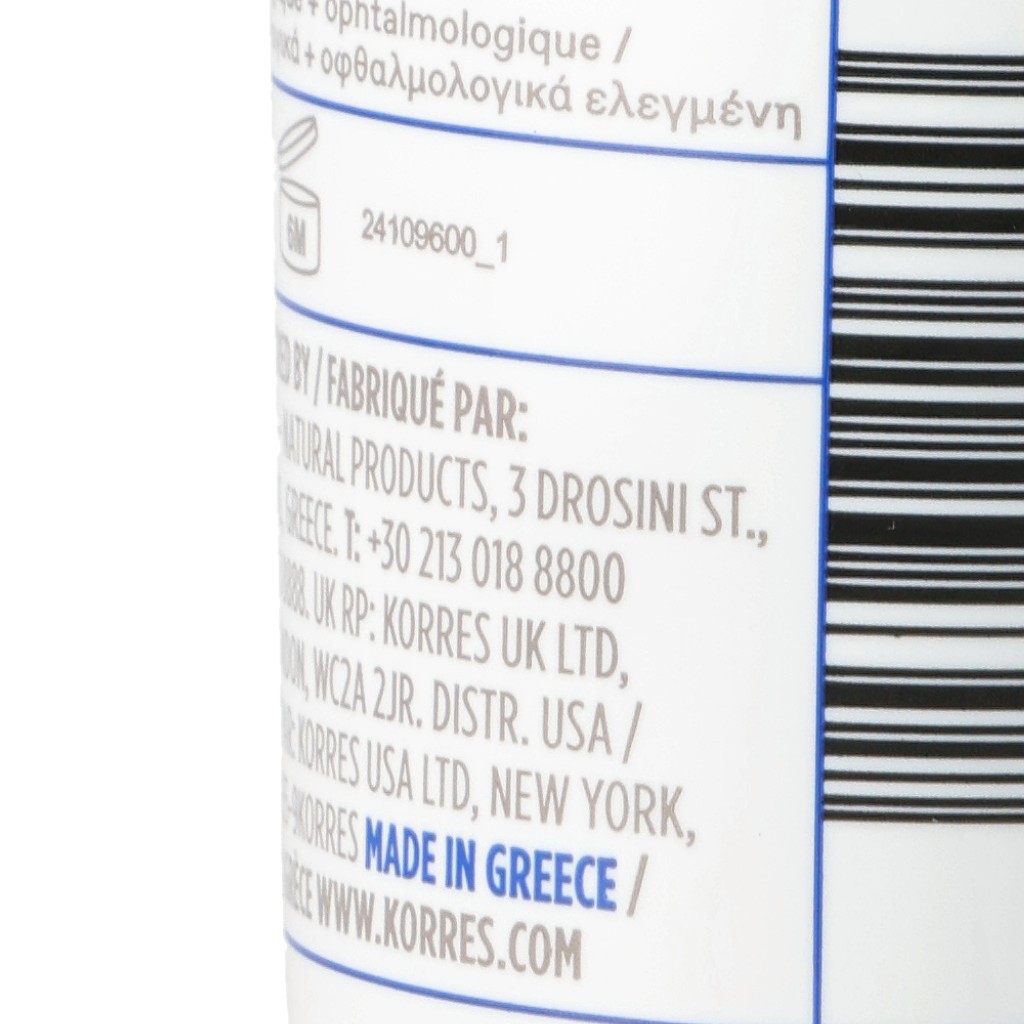 + ophtalmologique /
+ οφθαλμολογικά ελεγμένη
6M
24109600_1
BY / FABRIQUÉ PAR:
NATURAL PRODUCTS, 3 DROSINI ST.,
GREECE. T: +30 213 018 8800
UK RP: KORRES UK LTD,
WC2A 2JR. DISTR. USA /
KORRES USA LTD, NEW YORK,
9KORRES MADE IN GREECE /
WWW.KORRES.COM